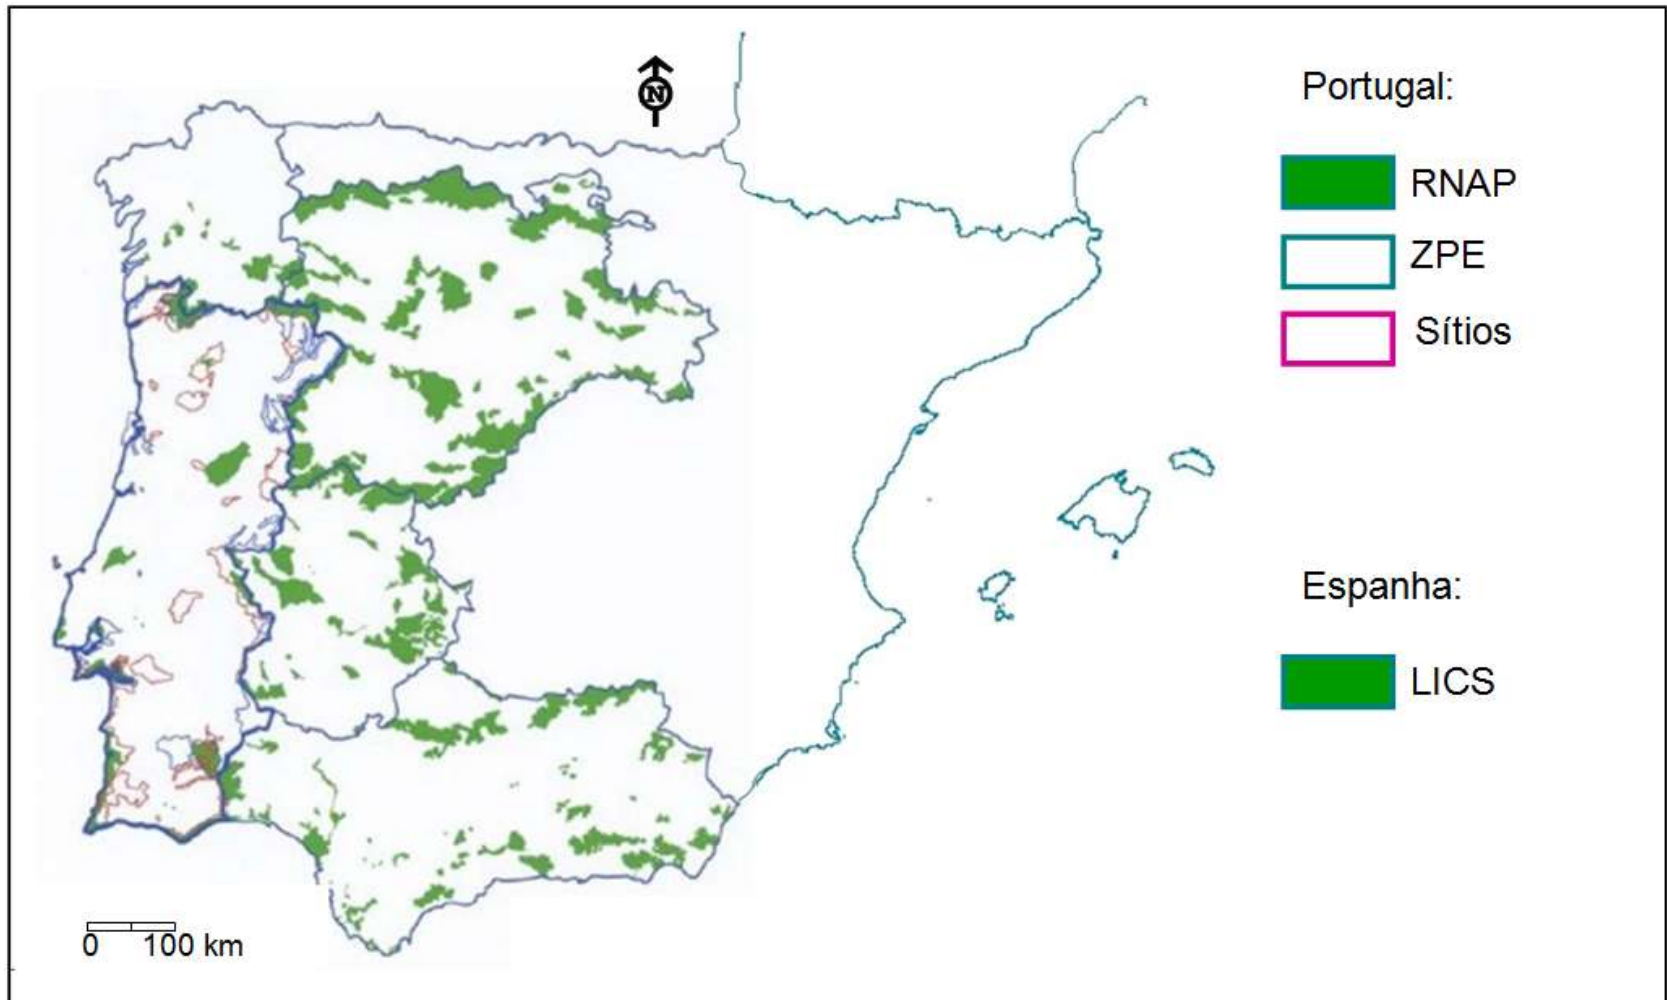 N
Portugal:
RNAP
ZPE
Sítios
Espanha:
LICS
0 100 km